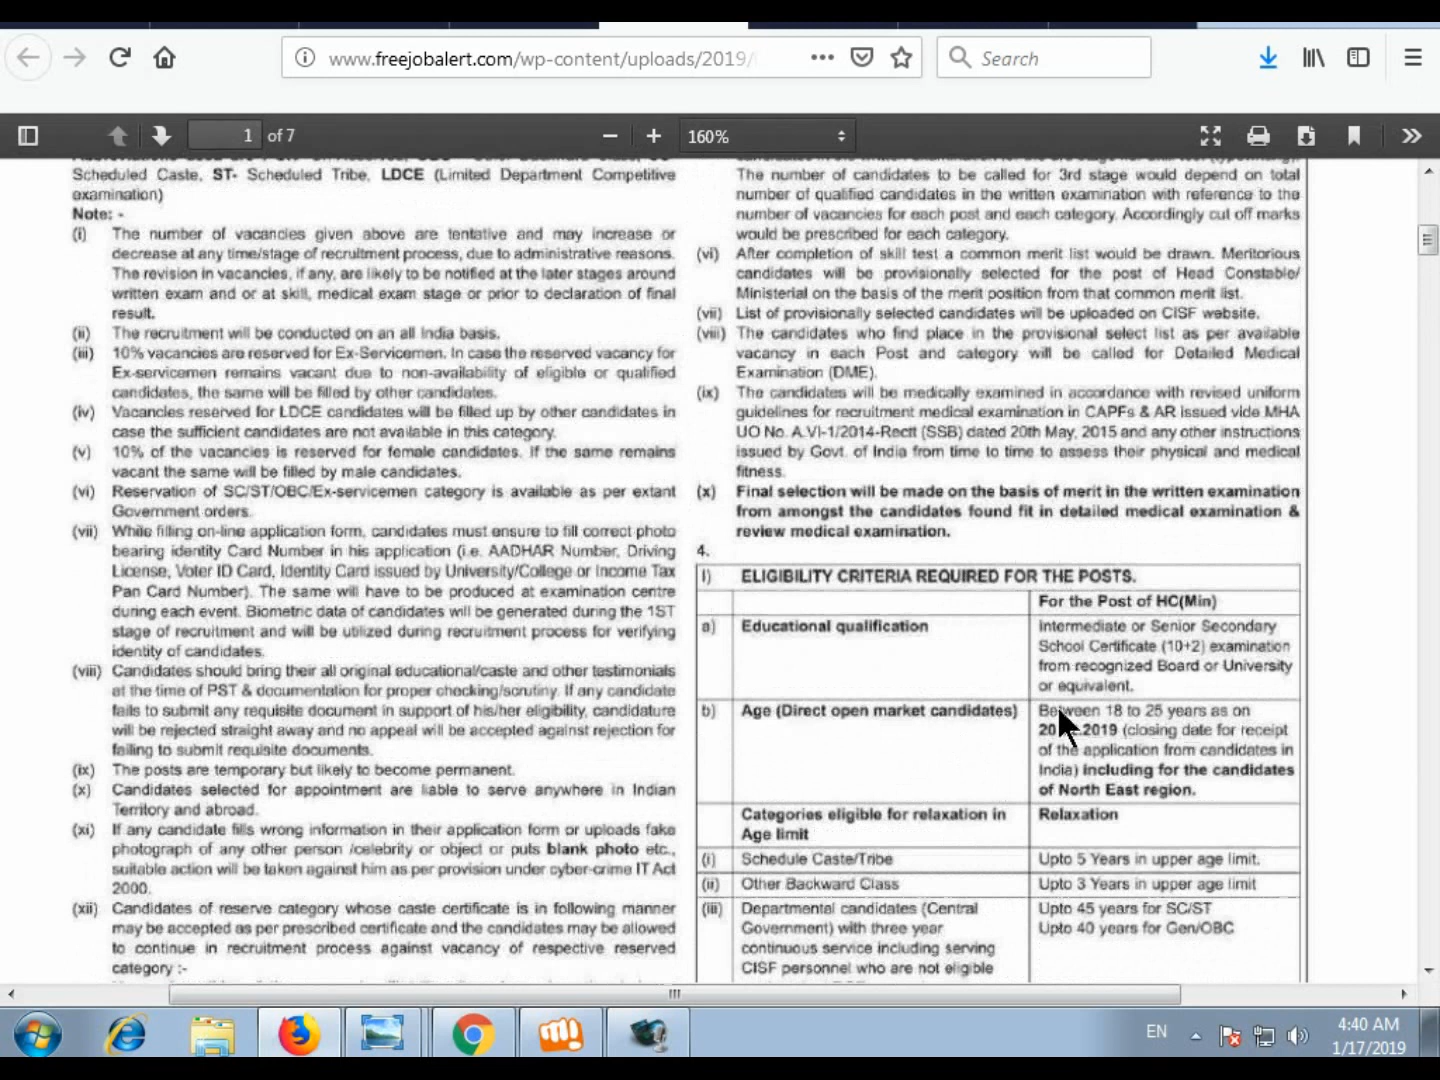 www.freejobalert.com/wp-content/uploads/2019/
Search
1 of 7
160%
Scheduled Caste, ST- Scheduled Tribe, LDCE (Limited Department Competitive
examination)
Note: -
(i) The number of vacancies given above are tentative and may increase or
decrease at any time/stage of recruitment process, due to administrative reasons.
The revision in vacancies, if any, are likely to be notified at the later stages around
written exam and or at skill, medical exam stage or prior to declaration of final
result.
(ii) The recruitment will be conducted on an all India basis.
(iii) 10% vacancies are reserved for Ex-Servicemen. In case the reserved vacancy for
Ex-servicemen remains vacant due to non-availability of eligible or qualified
candidates, the same will be filled by other candidates.
(iv) Vacancies reserved for LDCE candidates will be filled up by other candidates in
case the sufficient candidates are not available in this category.
(v) 10% of the vacancies is reserved for female candidates. If the same remains
vacant the same will be filled by male candidates.
(vi) Reservation of SC/ST/OBC/Ex-servicemen category is available as per extant
Government orders.
(vii) While filling on-line application form, candidates must ensure to fill correct photo
bearing identity Card Number in his application (i.e. AADHAR Number, Driving
License, Voter ID Card, Identity Card issued by University/College or Income Tax
Pan Card Number). The same will have to be produced at examination centre
during each event. Biometric data of candidates will be generated during the 1ST
stage of recruitment and will be utilized during recruitment process for verifying
identity of candidates.
(viii) Candidates should bring their all original educational/caste and other testimonials
at the time of PST & documentation for proper checking/scrutiny. If any candidate
fails to submit any requisite document in support of his/her eligibility, candidature
will be rejected straight away and no appeal will be accepted against rejection for
failing to submit requisite documents.
(ix) The posts are temporary but likely to become permanent.
(x) Candidates selected for appointment are liable to serve anywhere in Indian
Territory and abroad.
(xi) If any candidate fills wrong information in their application form or uploads fake
photograph of any other person /celebrity or object or puts blank photo etc.,
suitable action will be taken against him as per provision under cyber-crime IT Act
2000.
(xii) Candidates of reserve category whose caste certificate is in following manner
may be accepted as per prescribed certificate and the candidates may be allowed
to continue in recruitment process against vacancy of respective reserved
category :-
The number of candidates to be called for 3rd stage would depend on total
number of qualified candidates in the written examination with reference to the
number of vacancies for each post and each category. Accordingly cut off marks
would be prescribed for each category.
(vi) After completion of skill test a common merit list would be drawn. Meritorious
candidates will be provisionally selected for the post of Head Constable/
Ministerial on the basis of the merit position from that common merit list.
(vii) List of provisionally selected candidates will be uploaded on CISF website.
(viii) The candidates who find place in the provisional select list as per available
vacancy in each Post and category will be called for Detailed Medical
Examination (DME).
(ix) The candidates will be medically examined in accordance with revised uniform
guidelines for recruitment medical examination in CAPFs & AR issued vide MHA
UO No. A.VI-1/2014-Rectt (SSB) dated 20th May, 2015 and any other instructions
issued by Govt. of India from time to time to assess their physical and medical
fitness.
(x) Final selection will be made on the basis of merit in the written examination
from amongst the candidates found fit in detailed medical examination &
review medical examination.
4.
I) ELIGIBILITY CRITERIA REQUIRED FOR THE POSTS.
For the Post of HC(Min)
a) Educational qualification
Intermediate or Senior Secondary
School Certificate (10+2) examination
from recognized Board or University
or equivalent.
b) Age (Direct open market candidates)
Between 18 to 25 years as on
2019 (closing date for receipt
of the application from candidates in
India) including for the candidates
of North East region.
Categories eligible for relaxation in
Age limit
Relaxation
(i) Schedule Caste/Tribe Upto 5 Years in upper age limit.
(ii) Other Backward Class Upto 3 Years in upper age limit
(iii) Departmental candidates (Central
Government) with three year
continuous service including serving
CISF personnel who are not eligible
Upto 45 years for SC/ST
Upto 40 years for Gen/OBC
EN
4:40 AM
1/17/2019